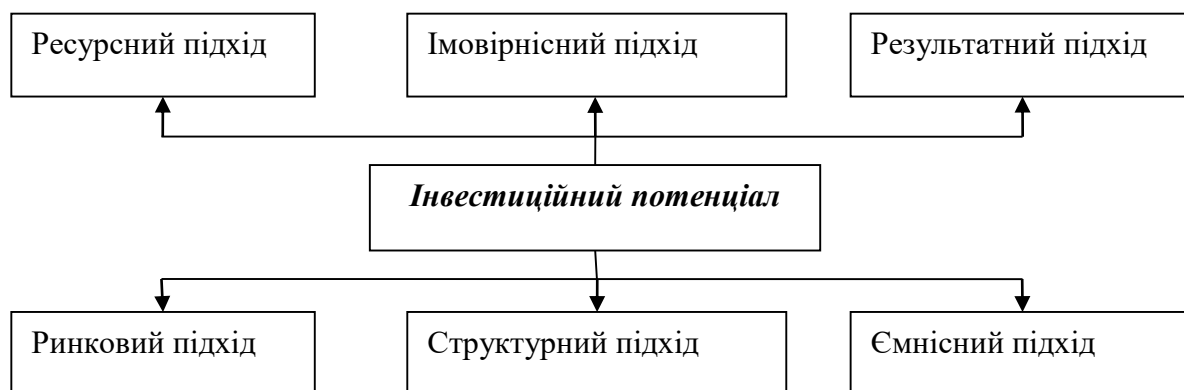 Ресурсний підхід
Імовірнісний підхід
Результатний підхід
Інвестиційний потенціал
Ринковий підхід
Структурний підхід
Ємнісний підхід